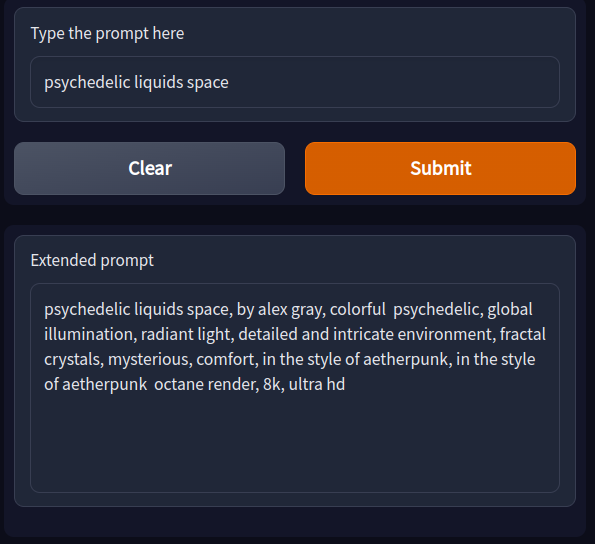 Type the prompt here
psychedelic liquids space
Clear
Submit
Extended prompt
psychedelic liquids space, by alex gray, colorful  psychedelic, global
illumination, radiant light, detailed and intricate environment, fractal
crystals, mysterious, comfort, in the style of aetherpunk, in the style
of aetherpunk  octane render, 8k, ultra hd